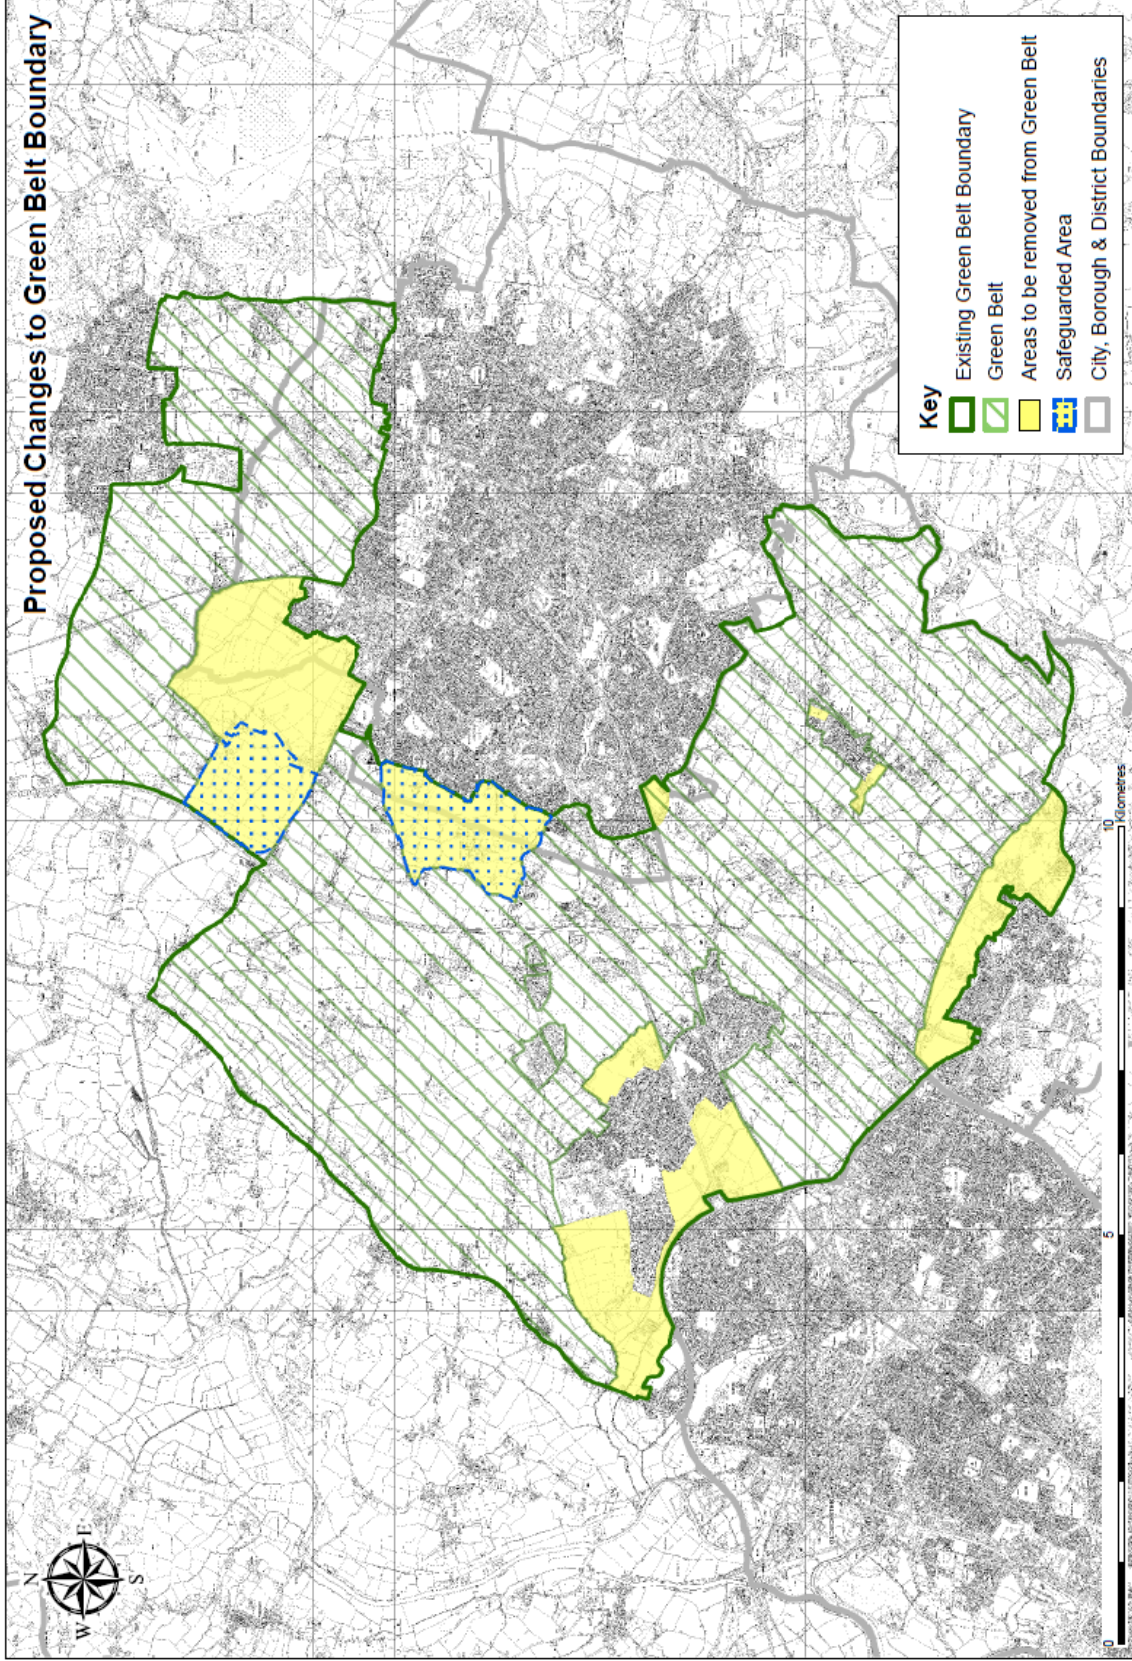 Proposed Changes to Green Belt Boundary
N
W
E
S
Key
Existing Green Belt Boundary
Green Belt
Areas to be removed from Green Belt
Safeguarded Area
City, Borough & District Boundaries
0
5
10
Kilometres